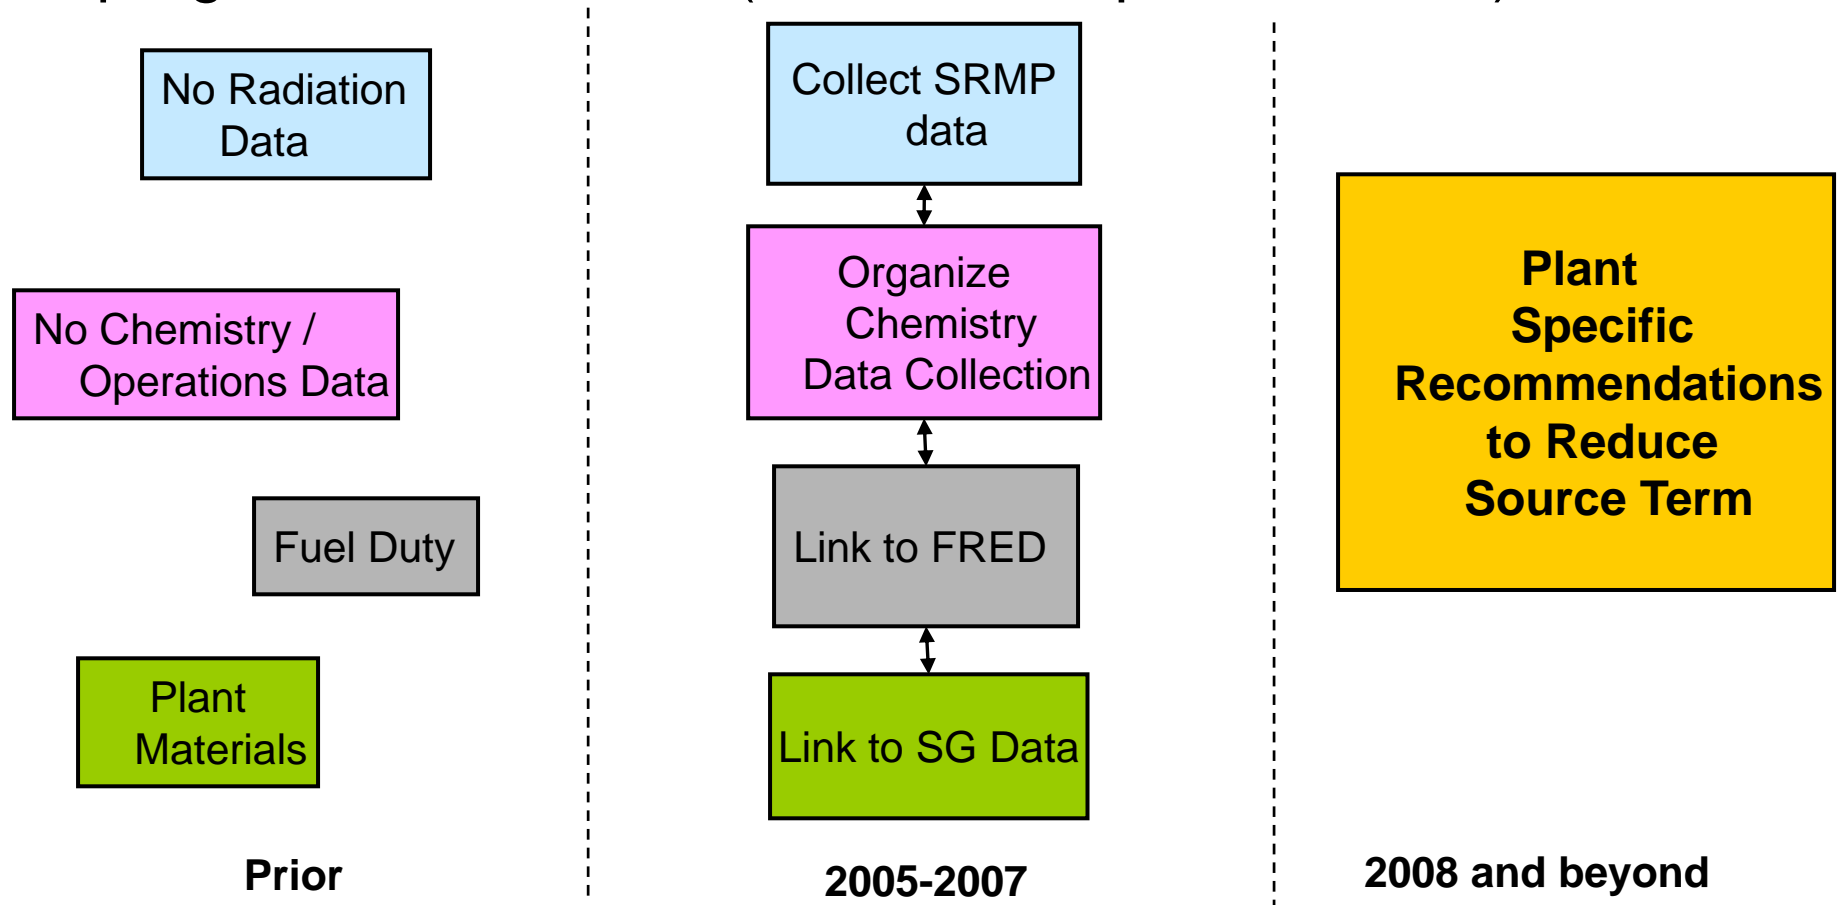 No Radiation
Data
No Chemistry /
Operations Data
Fuel Duty
Plant
Materials
Prior
Collect SRMP
data
Organize
Chemistry
Data Collection
Link to FRED
Link to SG Data
2005-2007
Plant
Specific
Recommendations
to Reduce
Source Term
2008 and beyond